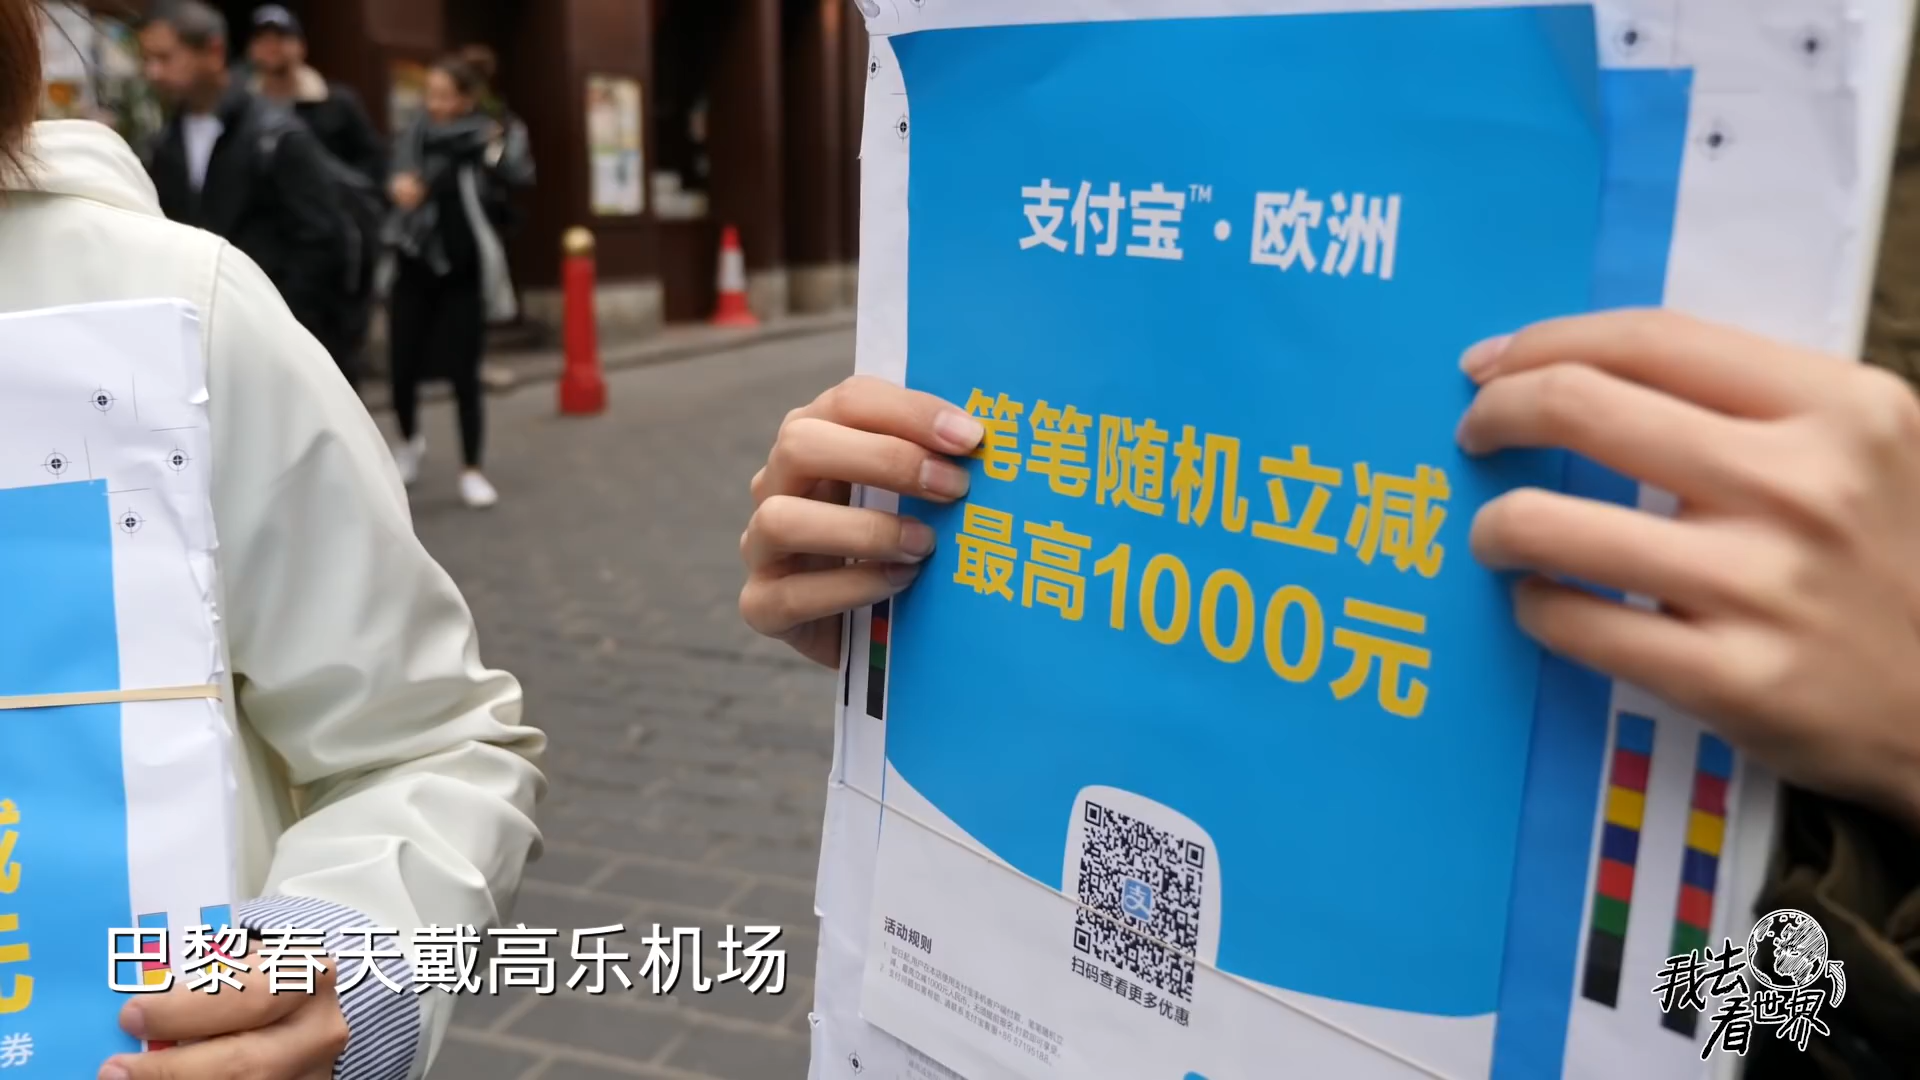 支付宝™·欧洲
笔笔随机立减
最高1000元
支
扫码查看更多优惠
活动规则
券
巴黎春天戴高乐机场
我去看世界